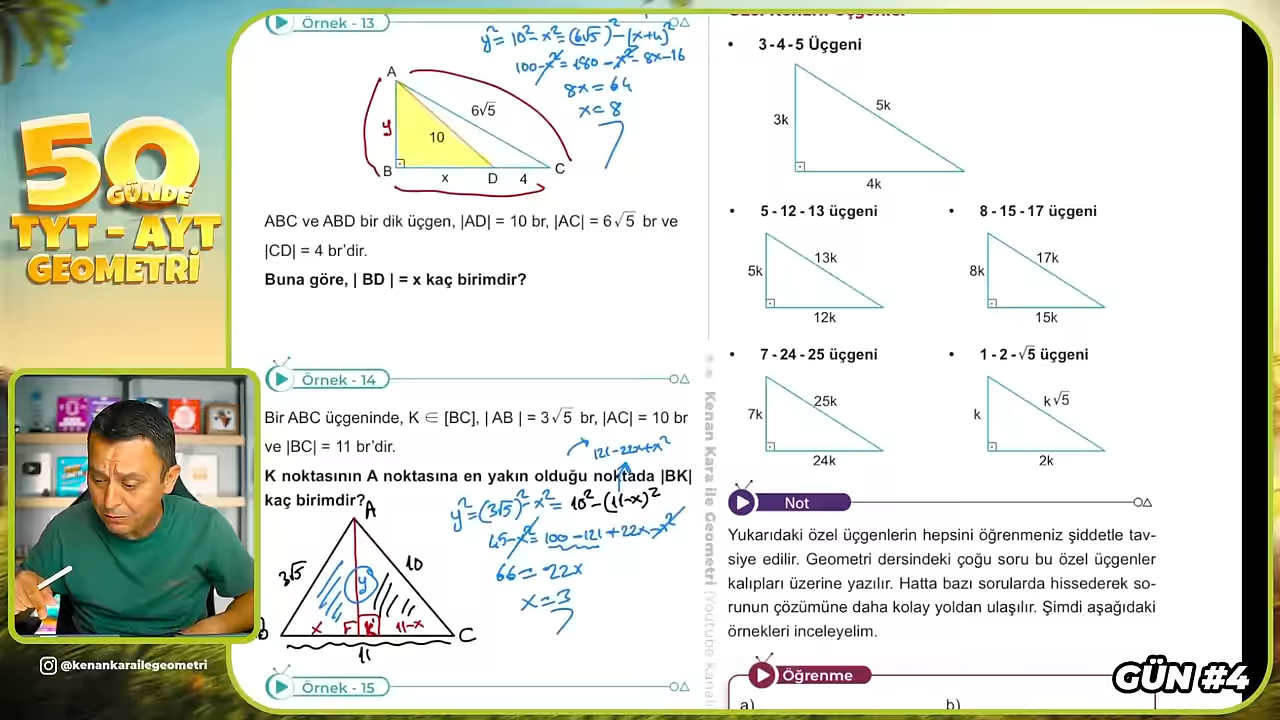 50
GÜNDE
TYT - AYT
GEOMETRİ
@kenankarailegeometri
Örnek - 13
y² = 10² - x² = (6√5)² - (x+4)²
100 - x² = 180 - x² - 8x - 16
8x = 64
x = 8
A
6√5
y
10
B
x
D
4
C
ABC ve ABD bir dik üçgen, |AD| = 10 br, |AC| = 6√5 br ve
|CD| = 4 br'dir.
Buna göre, | BD | = x kaç birimdir?
Örnek - 14
Bir ABC üçgeninde, K ∈ [BC], | AB | = 3√5 br, |AC| = 10 br
ve |BC| = 11 br'dir.
121-22x+x²
K noktasının A noktasına en yakın olduğu noktada |BK|
kaç birimdir?
y² = (3√5)² - x² = 10² - (11-x)²
45 - x² = 100 - 121 + 22x - x²
66 = 22x
x = 3
A
3√5
10
y
x
K
11-x
C
11
Örnek - 15
Kenan Kara ile Geometri
3 - 4 - 5 Üçgeni
3k
5k
4k
5 - 12 - 13 üçgeni
5k
13k
12k
8 - 15 - 17 üçgeni
8k
17k
15k
7 - 24 - 25 üçgeni
7k
25k
24k
1 - 2 - √5 üçgeni
k
k√5
2k
Not
Yukarıdaki özel üçgenlerin hepsini öğrenmeniz şiddetle tav-
siye edilir. Geometri dersindeki çoğu soru bu özel üçgenler
kalıpları üzerine yazılır. Hatta bazı sorularda hissederek so-
runun çözümüne daha kolay yoldan ulaşılır. Şimdi aşağıdaki
örnekleri inceleyelim.
Öğrenme
a)
b)
GÜN #4